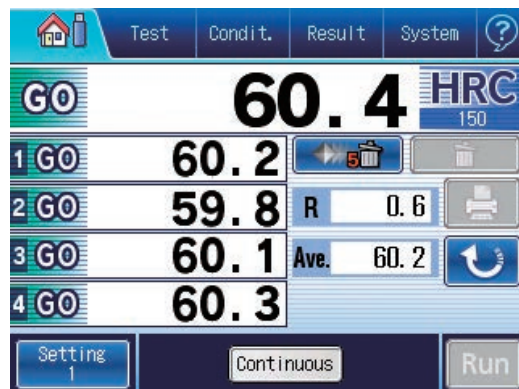 Test Condit. Result System ?
GO 60.4 HRC
150
1 GO 60.2 5
2 GO 59.8 R 0.6
3 GO 60.1 Ave. 60.2
4 GO 60.3
Setting
1
Continuous
Run